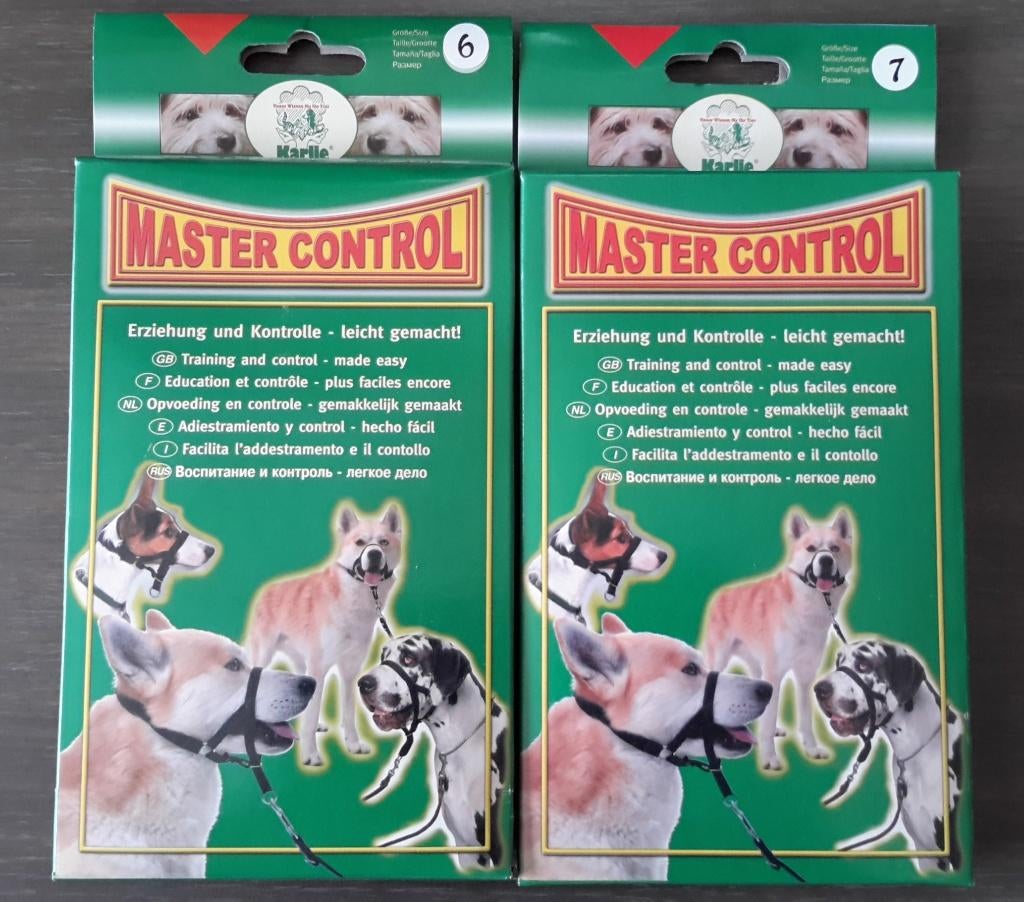 Größe/Size
Taille/Grootte
Tamaña/Taglia
Размер
6
Karlie®
MASTER CONTROL
Erziehung und Kontrolle - leicht gemacht!
GB Training and control - made easy
F Education et contrôle - plus faciles encore
NL Opvoeding en controle - gemakkelijk gemaakt
E Adiestramiento y control - hecho fácil
I Facilita l'addestramento e il contollo
RUS Воспитание и контроль - легкое дело
Größe/Size
Taille/Grootte
Tamaña/Taglia
Размер
7
Karlie®
MASTER CONTROL
Erziehung und Kontrolle - leicht gemacht!
GB Training and control - made easy
F Education et contrôle - plus faciles encore
NL Opvoeding en controle - gemakkelijk gemaakt
E Adiestramiento y control - hecho fácil
I Facilita l'addestramento e il contollo
RUS Воспитание и контроль - легкое дело